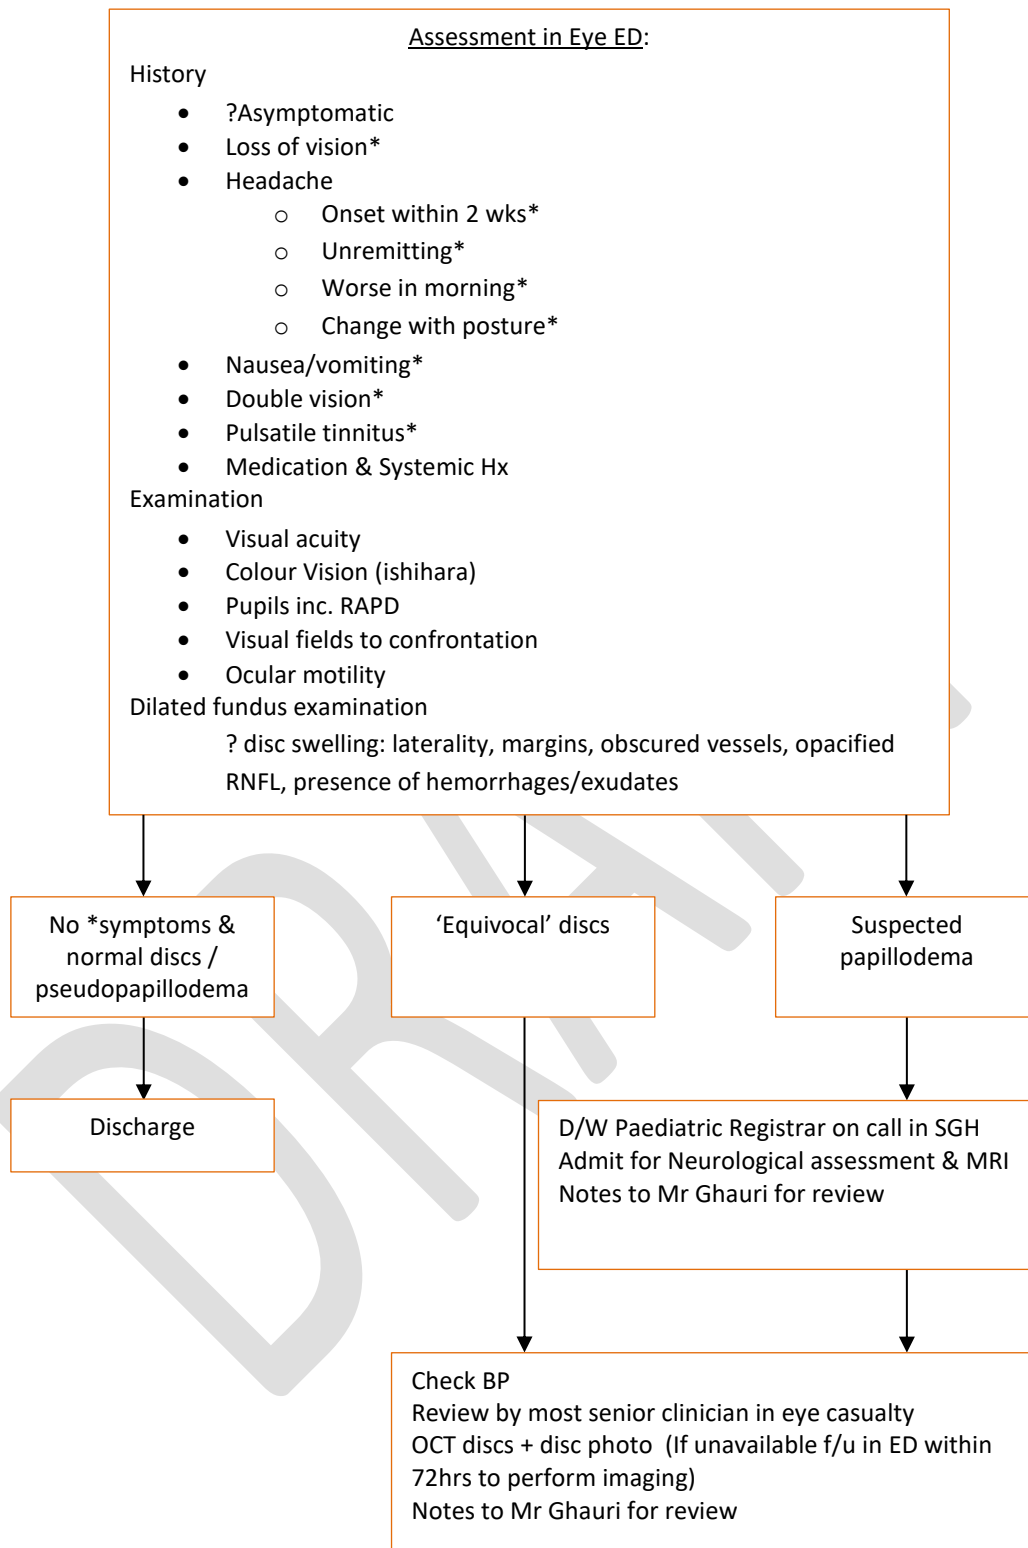 Assessment in Eye ED:
History
• ?Asymptomatic
• Loss of vision*
• Headache
o Onset within 2 wks*
o Unremitting*
o Worse in morning*
o Change with posture*
• Nausea/vomiting*
• Double vision*
• Pulsatile tinnitus*
• Medication & Systemic Hx
Examination
• Visual acuity
• Colour Vision (ishihara)
• Pupils inc. RAPD
• Visual fields to confrontation
• Ocular motility
Dilated fundus examination
? disc swelling: laterality, margins, obscured vessels, opacified
RNFL, presence of hemorrhages/exudates
No *symptoms &
normal discs /
pseudopapillodema
‘Equivocal’ discs
Suspected
papillodema
Discharge
D/W Paediatric Registrar on call in SGH
Admit for Neurological assessment & MRI
Notes to Mr Ghauri for review
Check BP
Review by most senior clinician in eye casualty
OCT discs + disc photo (If unavailable f/u in ED within
72hrs to perform imaging)
Notes to Mr Ghauri for review
DRAFT